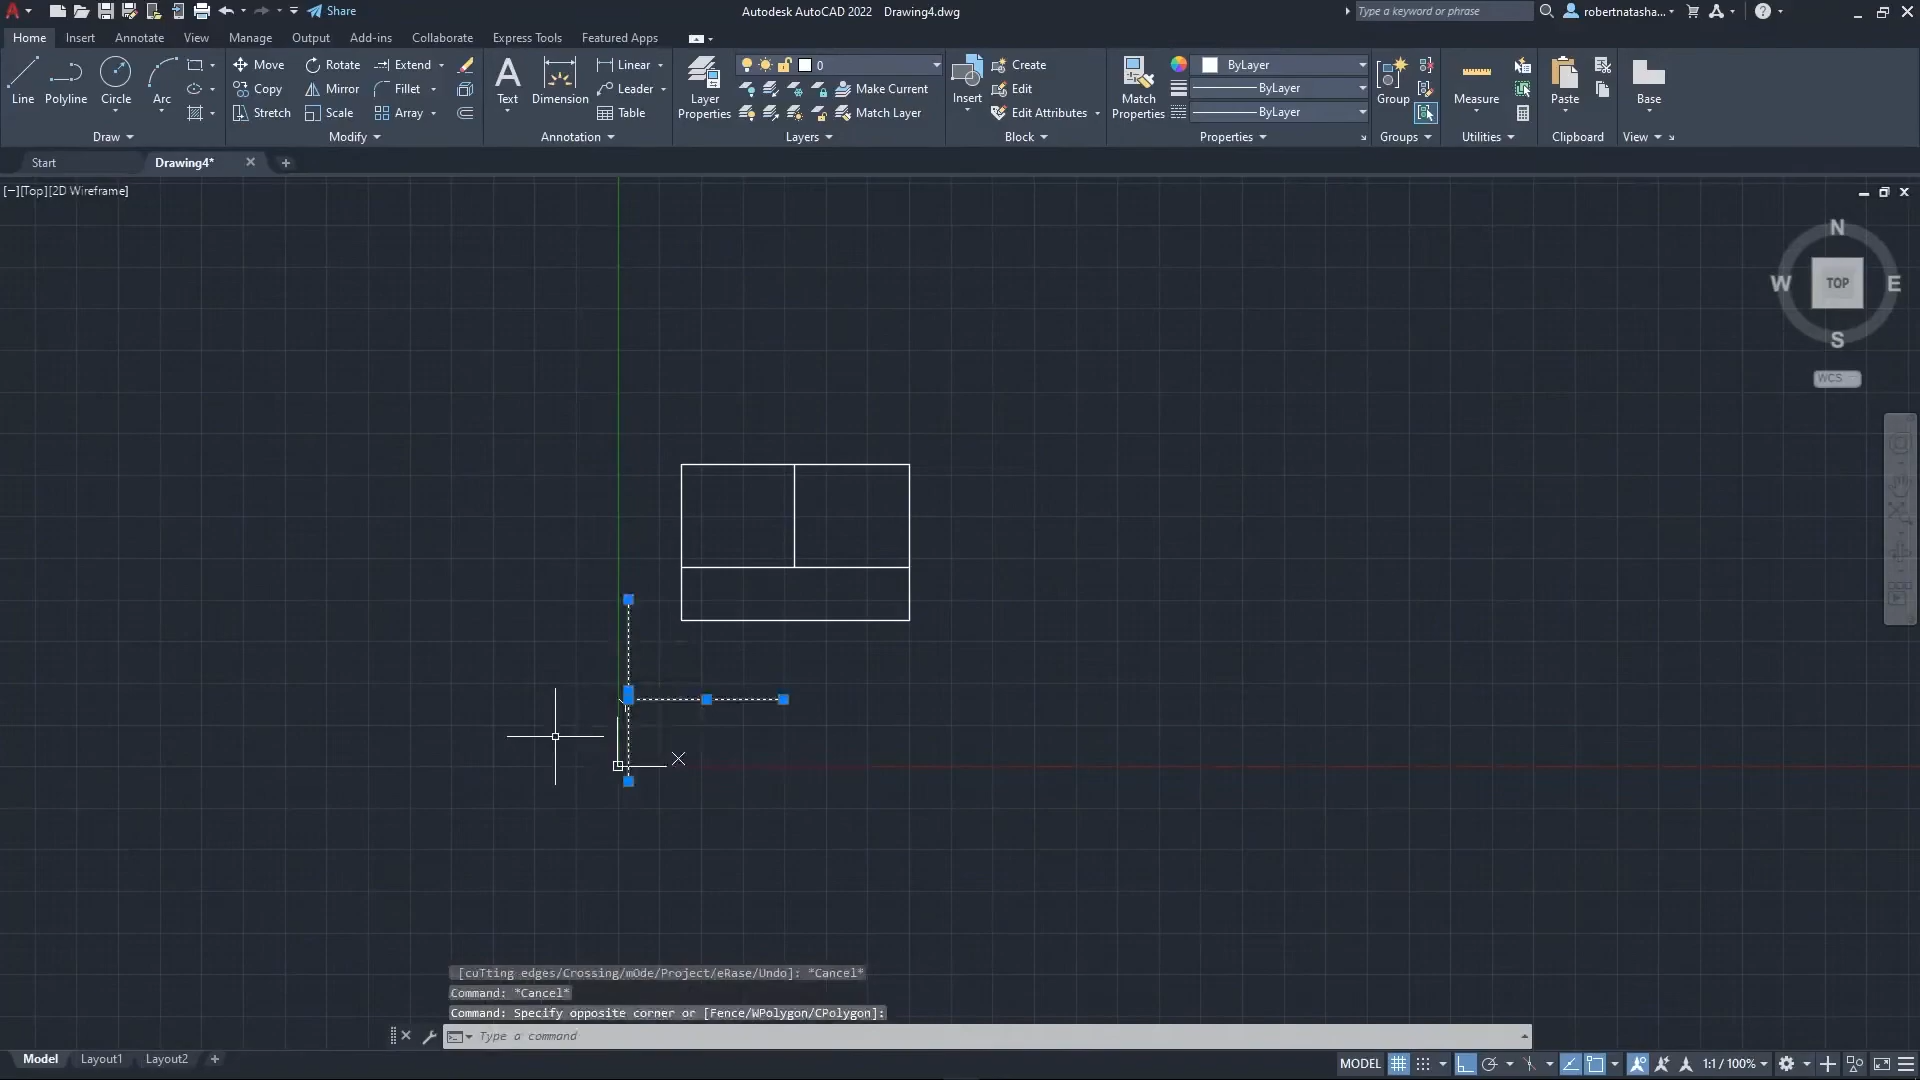 Share
Autodesk AutoCAD 2022 Drawing4.dwg
Type a keyword or phrase
robertnatasha...
Home Insert Annotate View Manage Output Add-ins Collaborate Express Tools Featured Apps
Line Polyline Circle Arc
Draw
Move Rotate Extend
Copy Mirror Fillet
Stretch Scale Array
Modify
Text Dimension
Linear
Leader
Table
Annotation
Layer
Properties
0
Make Current
Match Layer
Layers
Insert
Create
Edit
Edit Attributes
Block
Match
Properties
ByLayer
ByLayer
ByLayer
Properties
Group
Groups
Measure
Utilities
Paste
Clipboard
Base
View
Start Drawing4*
[−][Top][2D Wireframe]
N
W TOP E
S
WCS
[cuTting edges/Crossing/mOde/Project/eRase/Undo]: *Cancel*
Command: *Cancel*
Command: Specify opposite corner or [Fence/WPolygon/CPolygon]:
Type a command
Model Layout1 Layout2
MODEL 1:1 / 100%